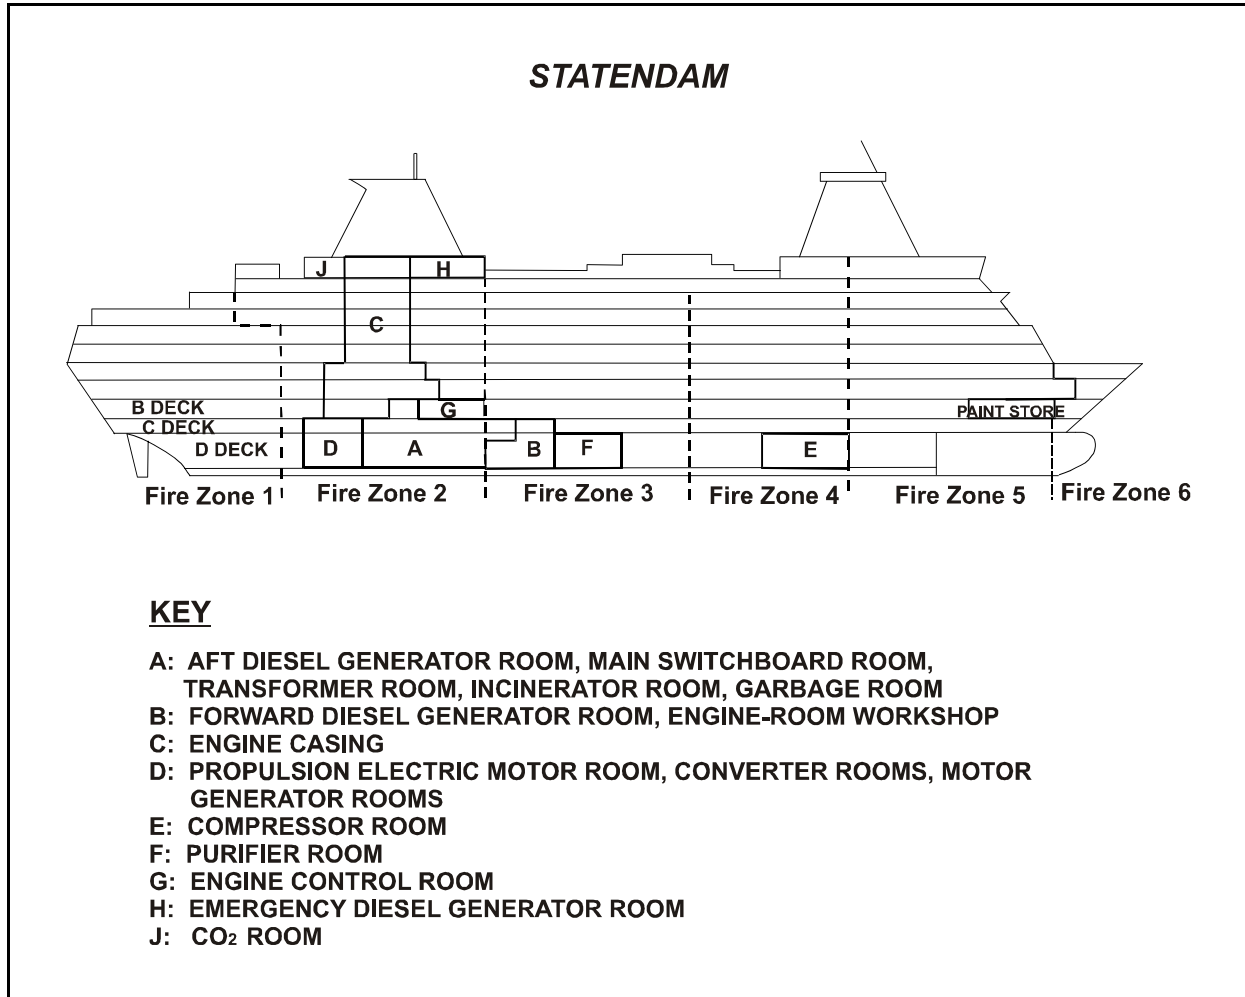 STATENDAM
J
H
C
B DECK
G
PAINT STORE
C DECK
D DECK
D
A
B
F
E
Fire Zone 1
Fire Zone 2
Fire Zone 3
Fire Zone 4
Fire Zone 5
Fire Zone 6
KEY
A: AFT DIESEL GENERATOR ROOM, MAIN SWITCHBOARD ROOM,
TRANSFORMER ROOM, INCINERATOR ROOM, GARBAGE ROOM
B: FORWARD DIESEL GENERATOR ROOM, ENGINE-ROOM WORKSHOP
C: ENGINE CASING
D: PROPULSION ELECTRIC MOTOR ROOM, CONVERTER ROOMS, MOTOR
GENERATOR ROOMS
E: COMPRESSOR ROOM
F: PURIFIER ROOM
G: ENGINE CONTROL ROOM
H: EMERGENCY DIESEL GENERATOR ROOM
J: CO₂ ROOM